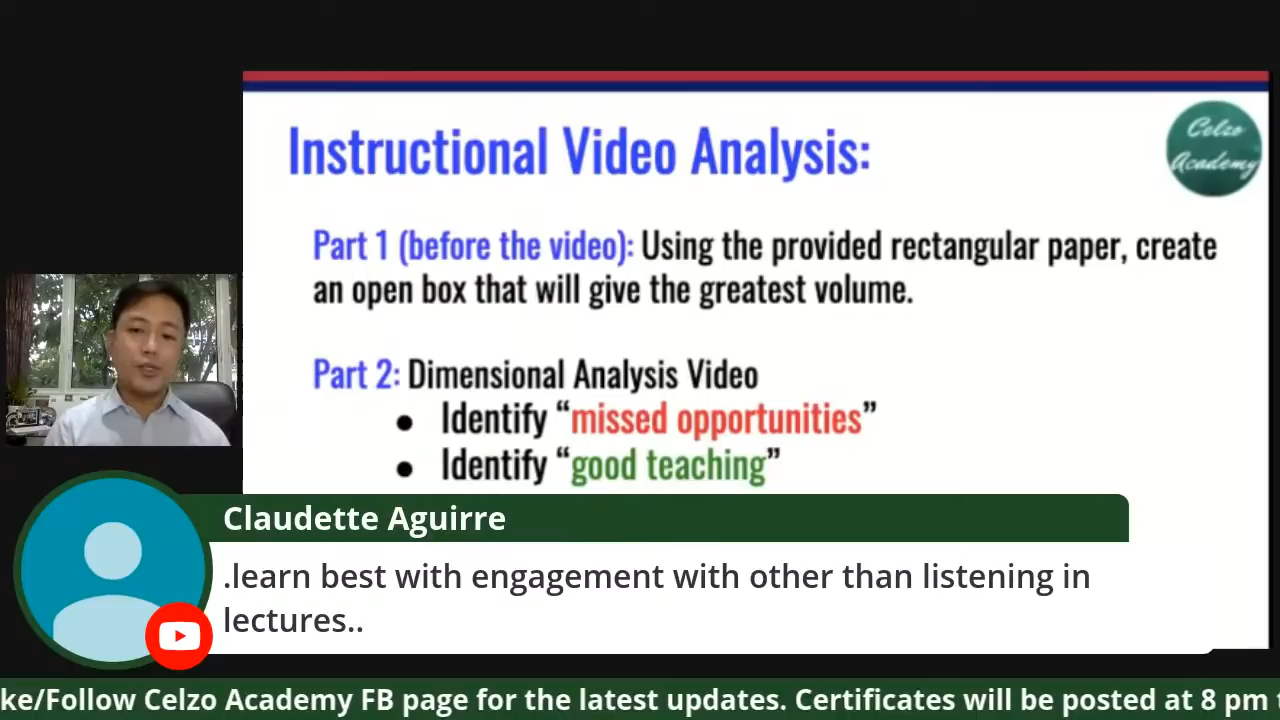 Instructional Video Analysis:
Celzo
Academy
Part 1 (before the video): Using the provided rectangular paper, create
an open box that will give the greatest volume.
Part 2: Dimensional Analysis Video
● Identify “missed opportunities”
● Identify “good teaching”
Claudette Aguirre
.learn best with engagement with other than listening in
lectures..
ke/Follow Celzo Academy FB page for the latest updates. Certificates will be posted at 8 pm